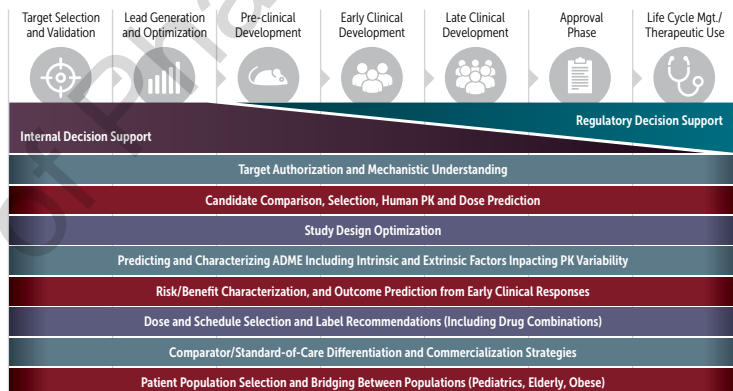 Target Selection
and Validation
Lead Generation
and Optimization
Pre-clinical
Development
Early Clinical
Development
Late Clinical
Development
Approval
Phase
Life Cycle Mgt./
Therapeutic Use
Regulatory Decision Support
Internal Decision Support
Target Authorization and Mechanistic Understanding
Candidate Comparison, Selection, Human PK and Dose Prediction
Study Design Optimization
Predicting and Characterizing ADME Including Intrinsic and Extrinsic Factors Inpacting PK Variability
Risk/Benefit Characterization, and Outcome Prediction from Early Clinical Responses
Dose and Schedule Selection and Label Recommendations (Including Drug Combinations)
Comparator/Standard-of-Care Differentiation and Commercialization Strategies
Patient Population Selection and Bridging Between Populations (Pediatrics, Elderly, Obese)
of Pha